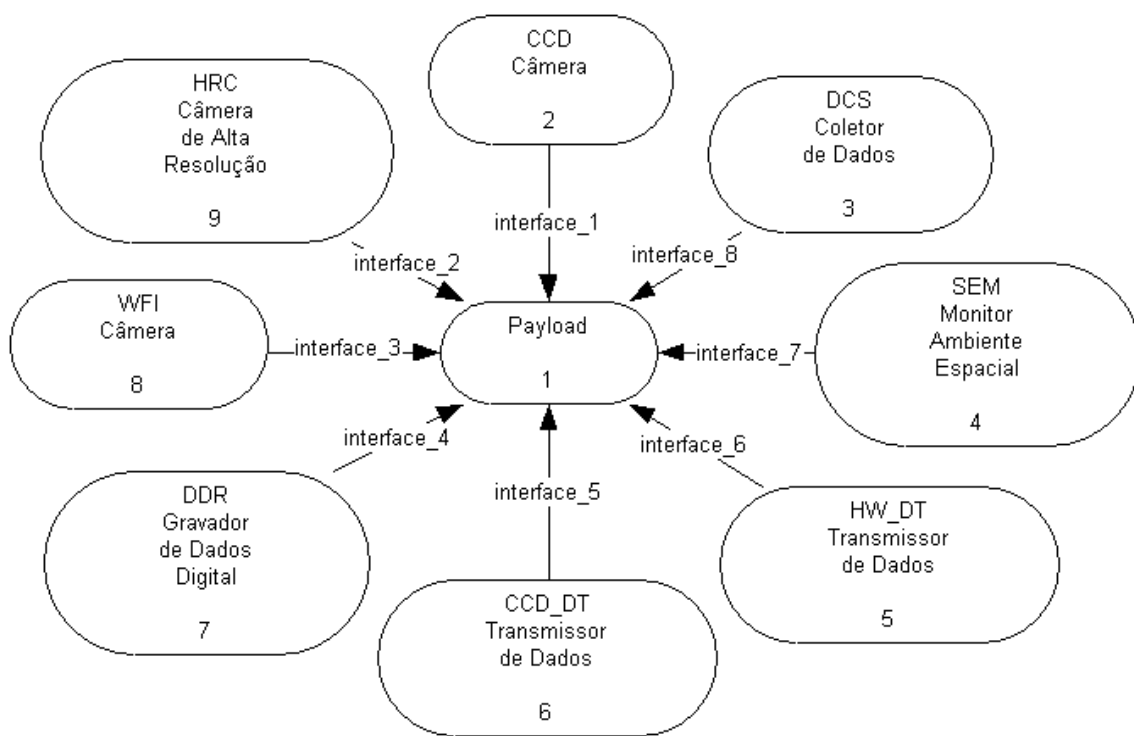 CCD
Câmera
2
HRC
Câmera
de Alta
Resolução
9
DCS
Coletor
de Dados
3
interface_1
interface_2
interface_8
WFI
Câmera
8
interface_3
Payload
1
interface_7
SEM
Monitor
Ambiente
Espacial
4
interface_4
interface_6
interface_5
DDR
Gravador
de Dados
Digital
7
CCD_DT
Transmissor
de Dados
6
HW_DT
Transmissor
de Dados
5